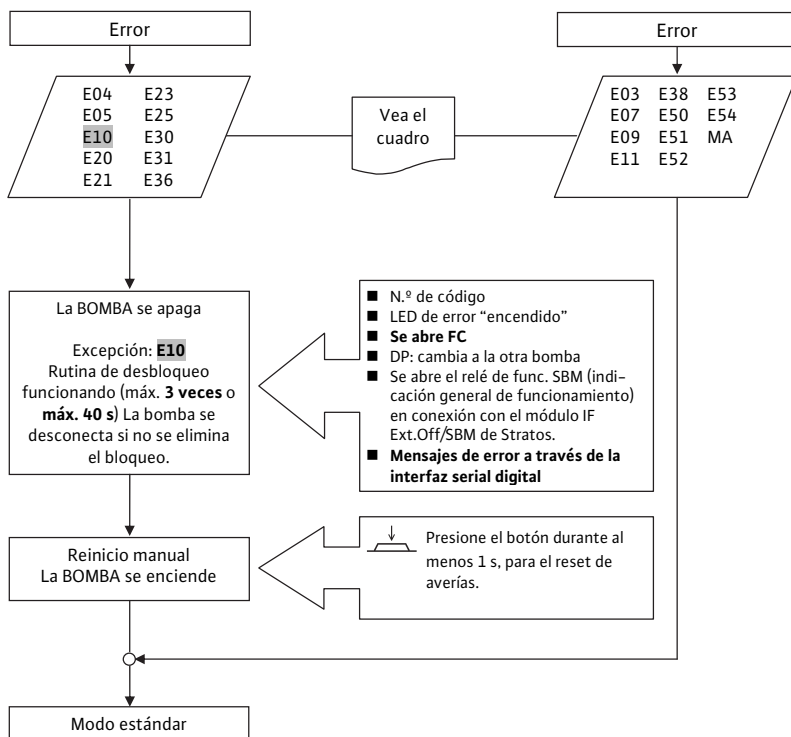 Error
E04 E23
E05 E25
E10 E30
E20 E31
E21 E36
Vea el
cuadro
Error
E03 E38 E53
E07 E50 E54
E09 E51 MA
E11 E52
La BOMBA se apaga
Excepción: E10
Rutina de desbloqueo
funcionando (máx. 3 veces o
máx. 40 s) La bomba se
desconecta si no se elimina
el bloqueo.
■ N.º de código
■ LED de error “encendido”
■ Se abre FC
■ DP: cambia a la otra bomba
■ Se abre el relé de func. SBM (indi-
cación general de funcionamiento)
en conexión con el módulo IF
Ext.Off/SBM de Stratos.
■ Mensajes de error a través de la
interfaz serial digital
Reinicio manual
La BOMBA se enciende
Presione el botón durante al
menos 1 s, para el reset de
averías.
Modo estándar